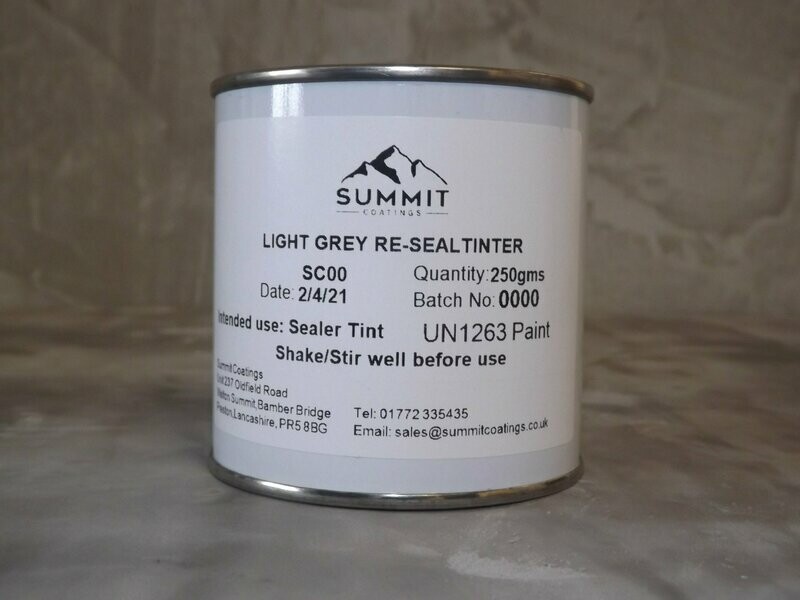 SUMMIT
COATINGS
LIGHT GREY RE-SEALTINTER
SC00 Quantity: 250gms
Date: 2/4/21 Batch No: 0000
Intended use: Sealer Tint UN1263 Paint
Shake/Stir well before use
Summit Coatings
Unit 237 Oldfield Road
Summit, Bamber Bridge
Preston, Lancashire, PR5 8BG
Tel: 01772 335435
Email: sales@summitcoatings.co.uk